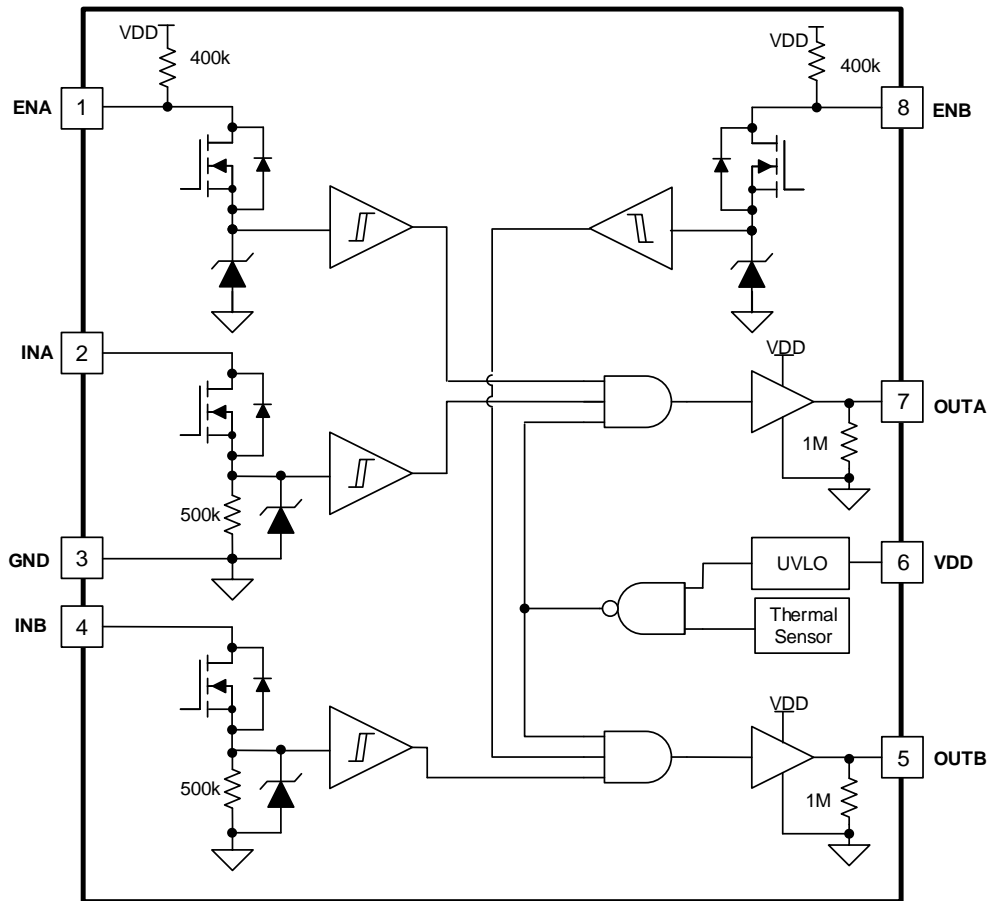 VDD
400k
VDD
400k
ENA
1
8
ENB
INA
2
VDD
7
OUTA
1M
500k
GND
3
UVLO
6
VDD
INB
4
Thermal
Sensor
VDD
5
OUTB
500k
1M